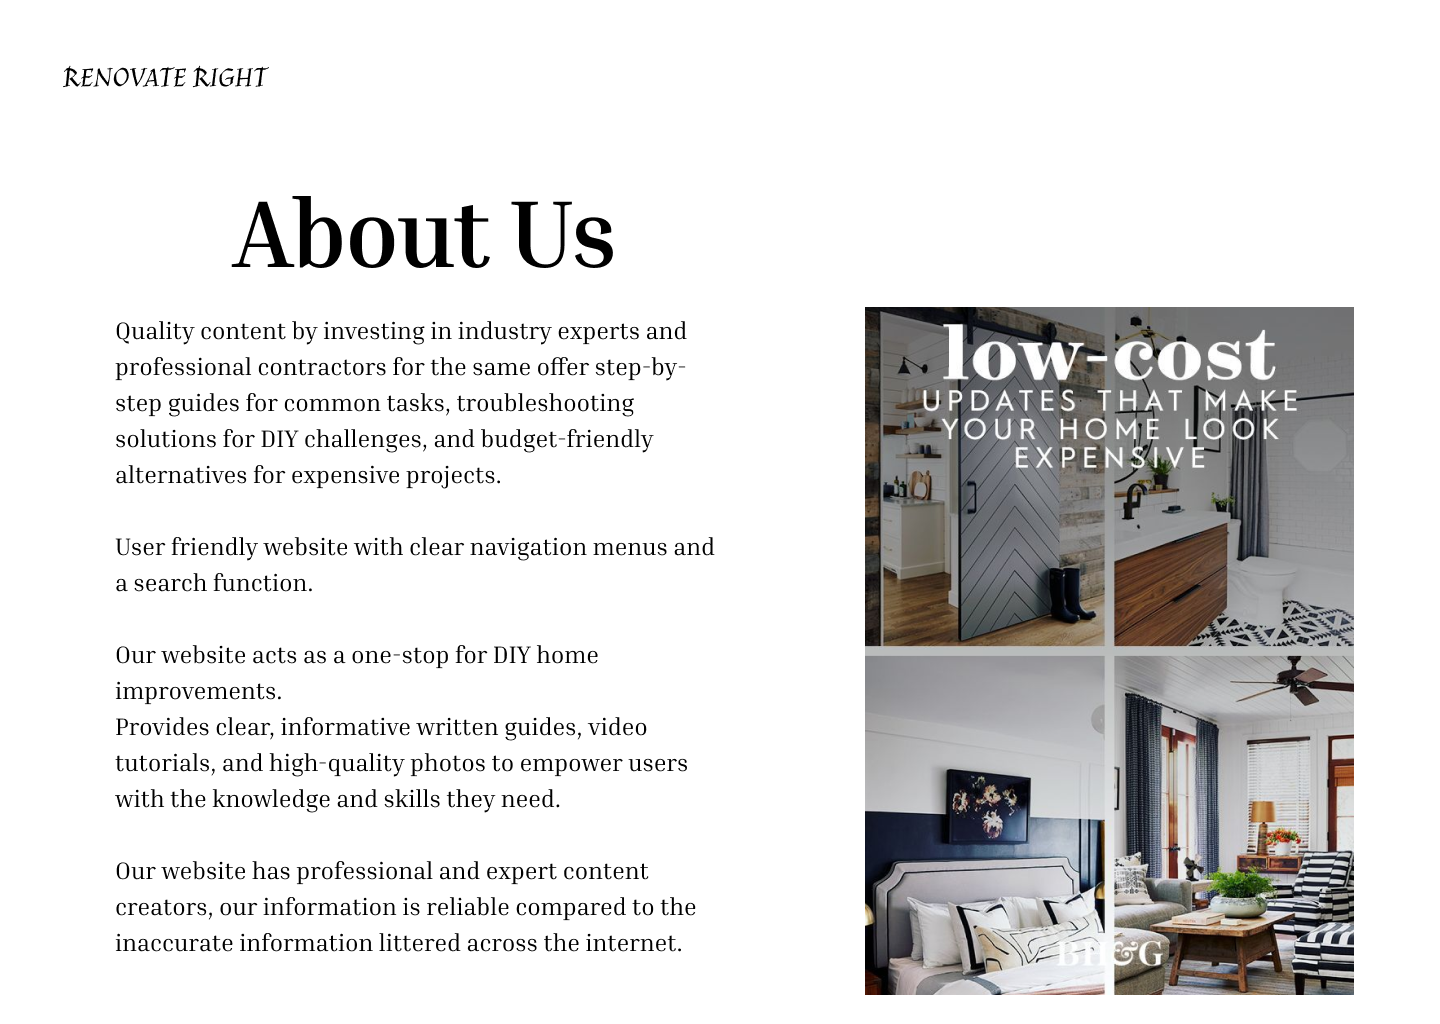 RENOVATE RIGHT
About Us
Quality content by investing in industry experts and
professional contractors for the same offer step-by-
step guides for common tasks, troubleshooting
solutions for DIY challenges, and budget-friendly
alternatives for expensive projects.
User friendly website with clear navigation menus and
a search function.
Our website acts as a one-stop for DIY home
improvements.
Provides clear, informative written guides, video
tutorials, and high-quality photos to empower users
with the knowledge and skills they need.
Our website has professional and expert content
creators, our information is reliable compared to the
inaccurate information littered across the internet.
low-cost
UPDATES THAT MAKE
YOUR HOME LOOK
EXPENSIVE
BH&G